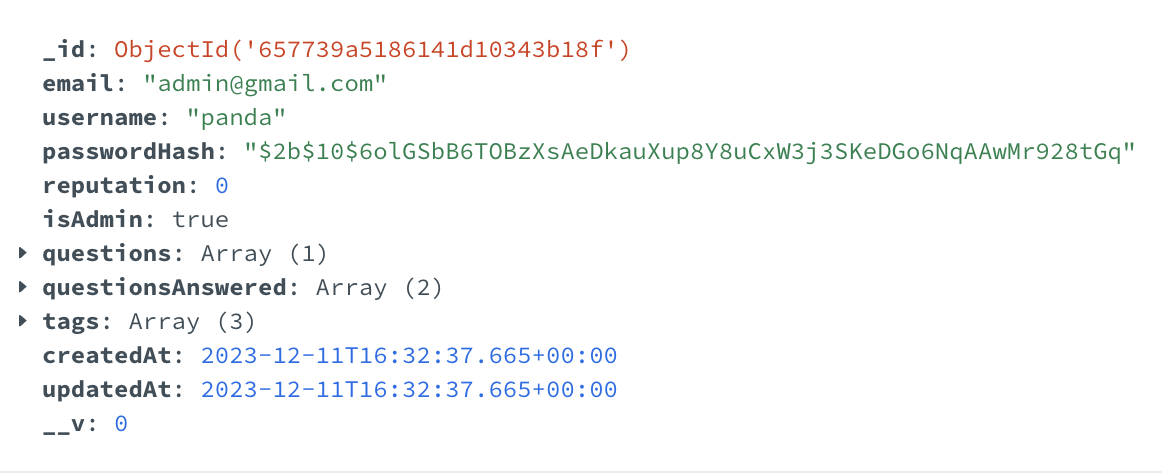 _id: ObjectId('657739a5186141d10343b18f')
email: "admin@gmail.com"
username: "panda"
passwordHash: "$2b$10$6olGSbB6TOBzXsAeDkauXup8Y8uCxW3j3SKeDGo6NqAAwMr928tGq"
reputation: 0
isAdmin: true
questions: Array (1)
questionsAnswered: Array (2)
tags: Array (3)
createdAt: 2023-12-11T16:32:37.665+00:00
updatedAt: 2023-12-11T16:32:37.665+00:00
__v: 0